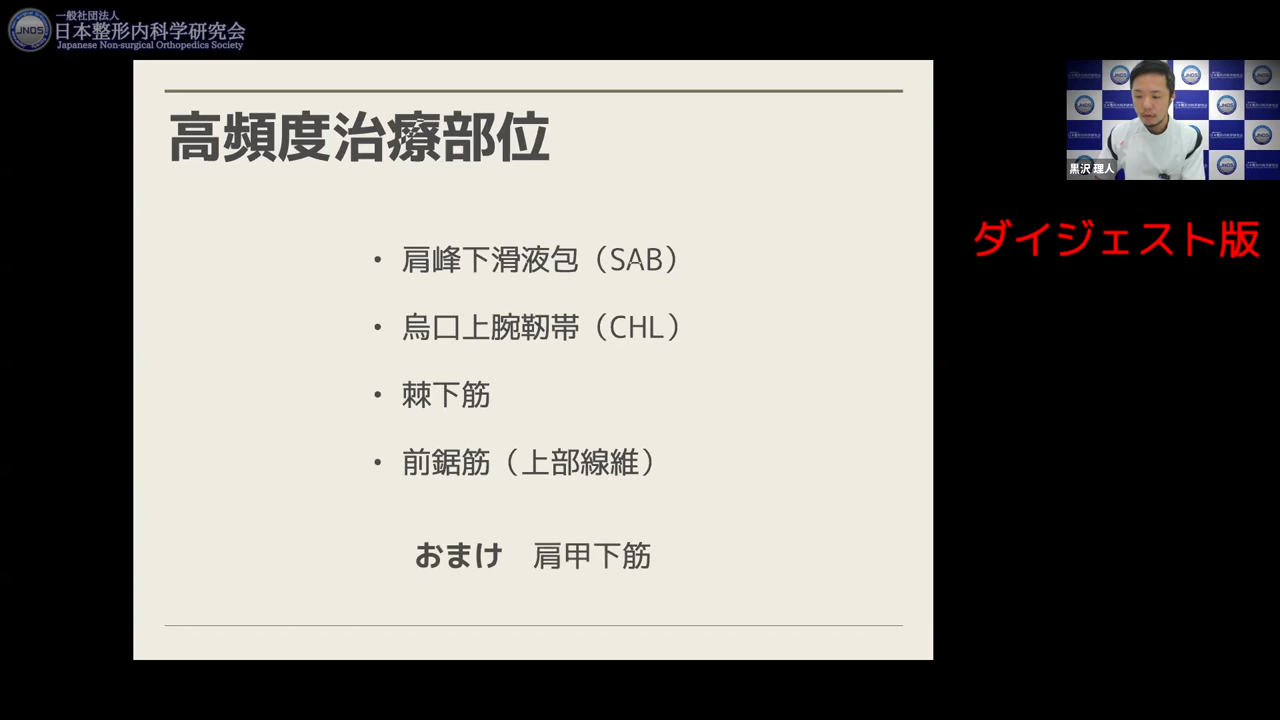 一般社団法人
日本整形内科学研究会
Japanese Non-surgical Orthopedics Society
JNOS
高頻度治療部位
・ 肩峰下滑液包（SAB）
・ 烏口上腕靭帯（CHL）
・ 棘下筋
・ 前鋸筋（上部線維）
おまけ　肩甲下筋
黒沢 理人
ダイジェスト版